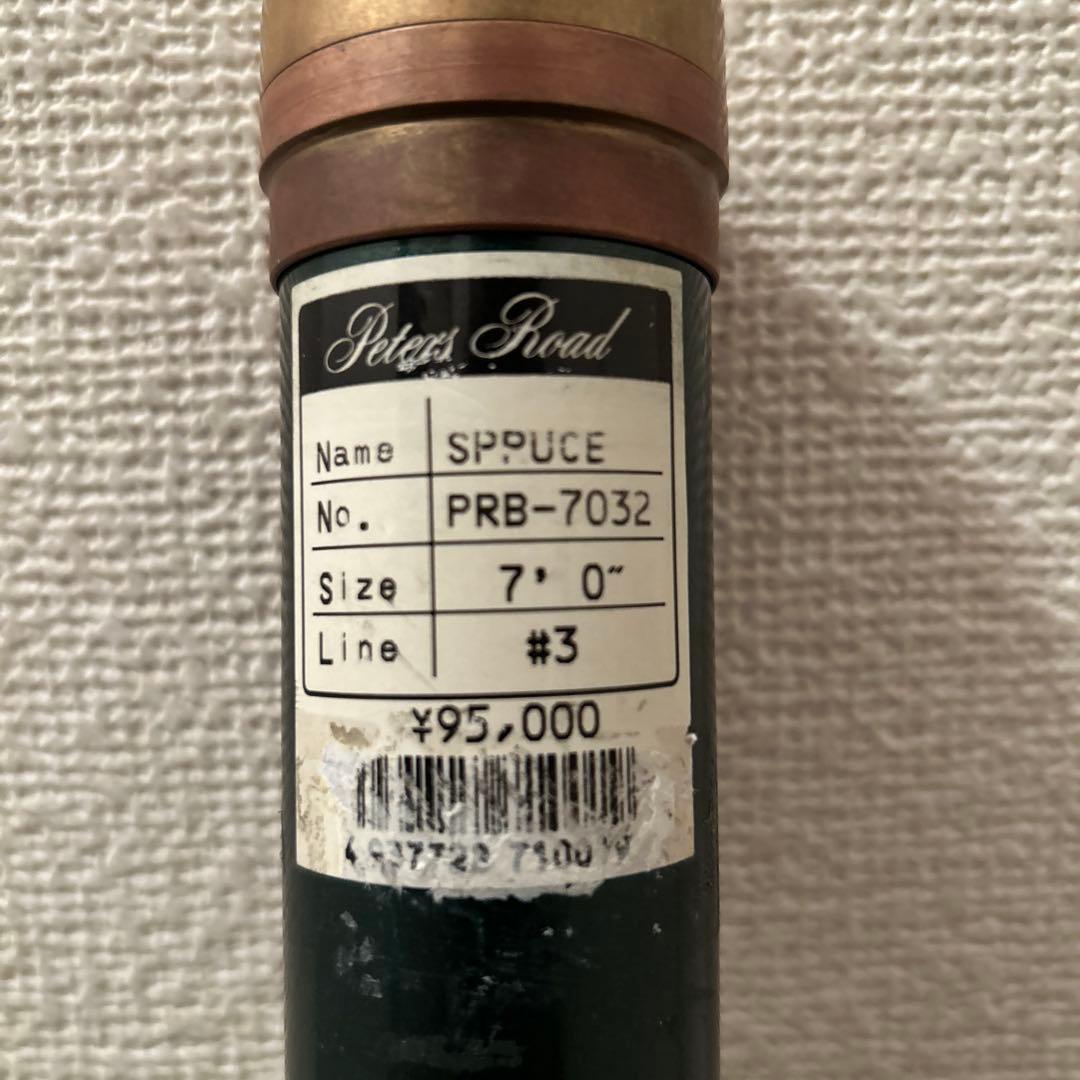 Peters Road
Name SPRUCE
No. PRB-7032
Size 7' 0"
Line #3
¥95,000